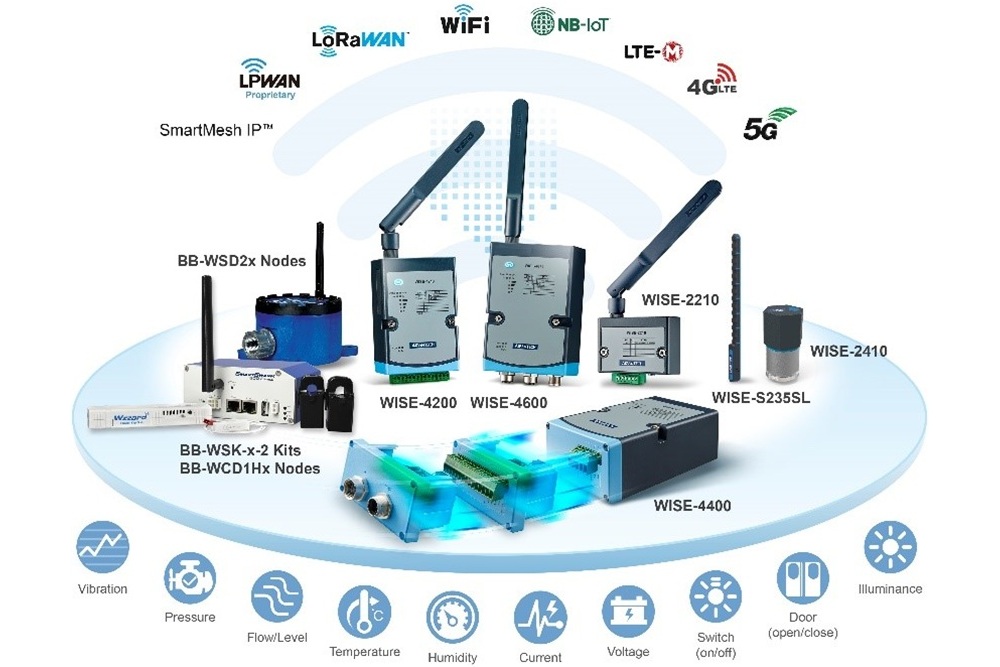 WiFi
NB-IoT
LoRaWAN
LTE-M
LPWAN
Proprietary
4G LTE
SmartMesh IP™
5G
BB-WSD2x Nodes
WISE-2210
WISE-2410
WISE-4200
WISE-4600
WISE-S235SL
Wzzard
BB-WSK-x-2 Kits
BB-WCD1Hx Nodes
WISE-4400
ADVANTECH
Vibration
Pressure
Flow/Level
Temperature
°C
Humidity
Current
Voltage
Switch
(on/off)
Door
(open/close)
Illuminance